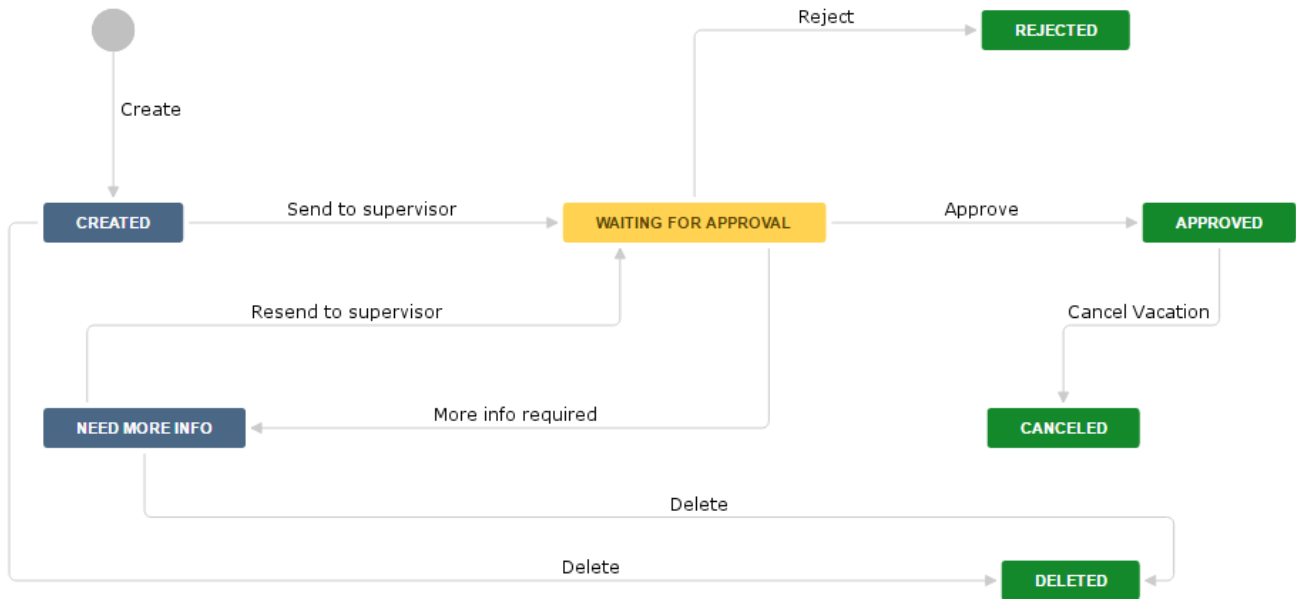 Reject
REJECTED
Create
CREATED
Send to supervisor
WAITING FOR APPROVAL
Approve
APPROVED
Resend to supervisor
Cancel Vacation
NEED MORE INFO
More info required
CANCELED
Delete
Delete
DELETED